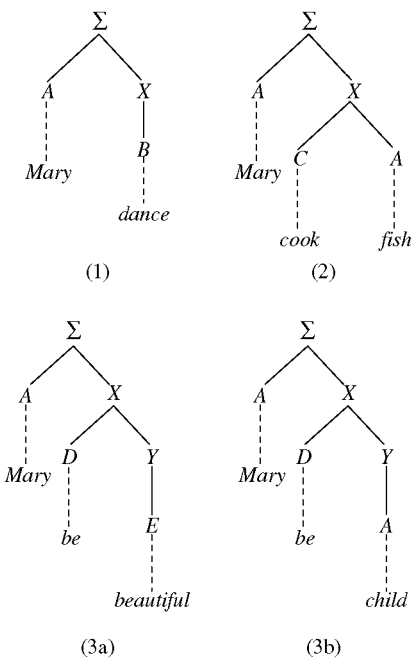 Σ Σ
A X A X
B C A
Mary Mary
dance
cook fish
(1) (2)
Σ Σ
A X A X
D Y D Y
Mary Mary
E A
be be
beautiful child
(3a) (3b)